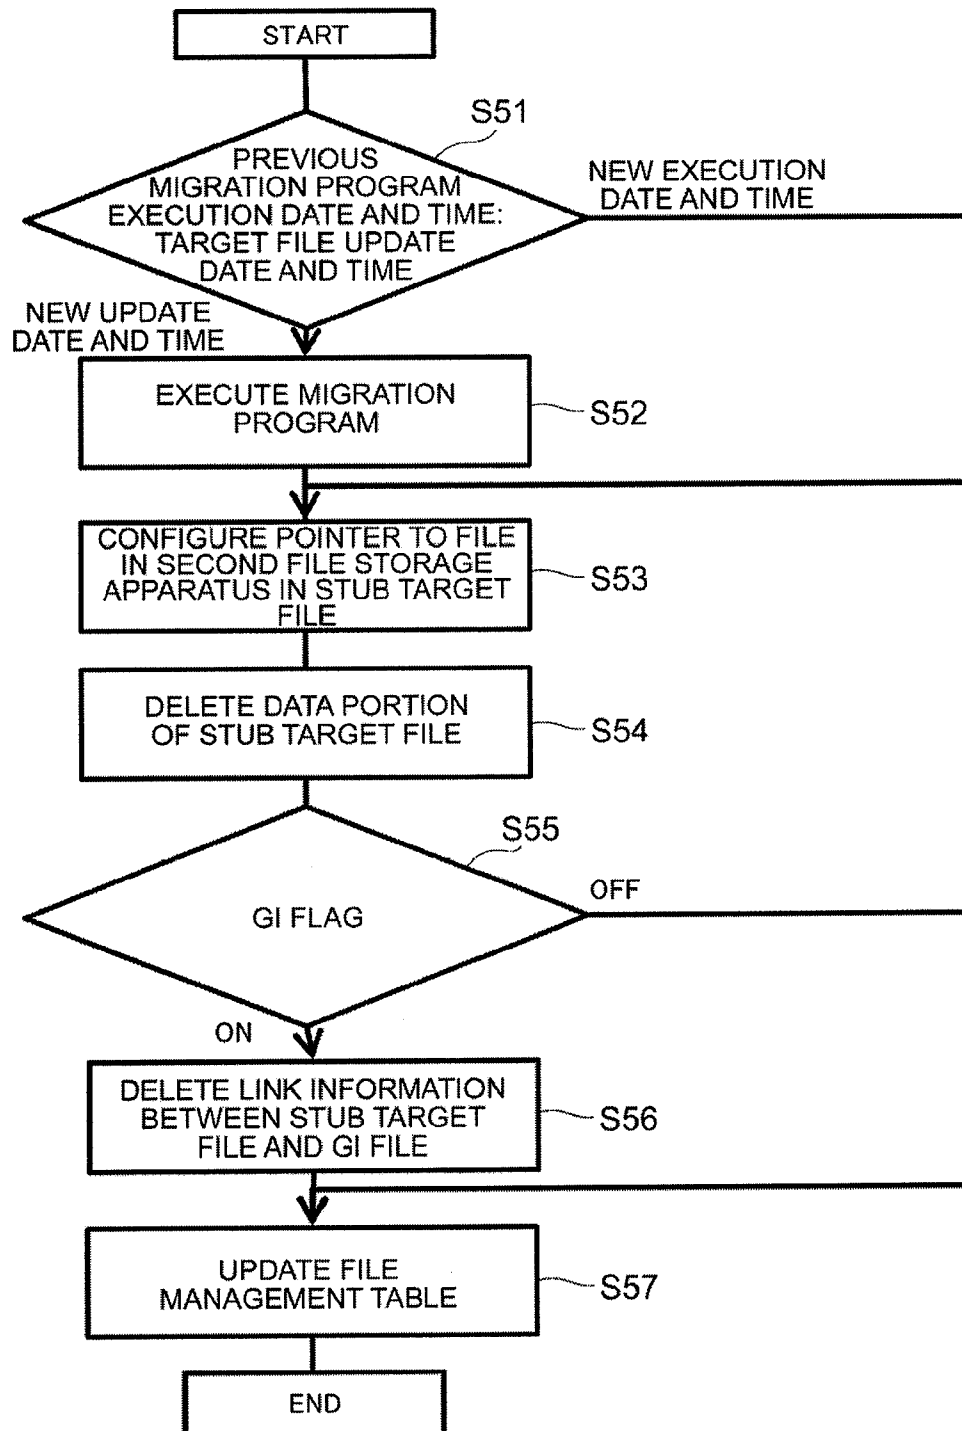 START
S51
PREVIOUS
MIGRATION PROGRAM
EXECUTION DATE AND TIME:
TARGET FILE UPDATE
DATE AND TIME
NEW EXECUTION
DATE AND TIME
NEW UPDATE
DATE AND TIME
EXECUTE MIGRATION
PROGRAM
S52
CONFIGURE POINTER TO FILE
IN SECOND FILE STORAGE
APPARATUS IN STUB TARGET
FILE
S53
DELETE DATA PORTION
OF STUB TARGET FILE
S54
S55
GI FLAG
OFF
ON
DELETE LINK INFORMATION
BETWEEN STUB TARGET
FILE AND GI FILE
S56
UPDATE FILE
MANAGEMENT TABLE
S57
END